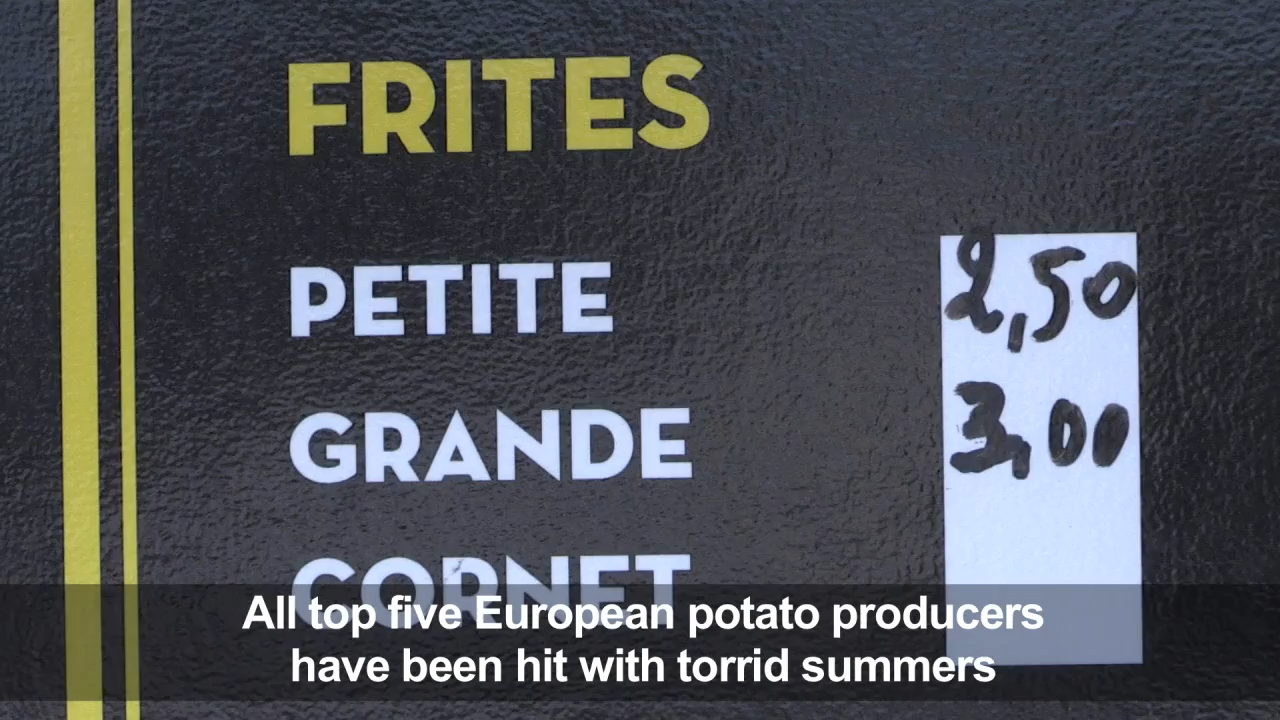 FRITES
PETITE 2,50
GRANDE 3,00
CORNET
All top five European potato producers
have been hit with torrid summers